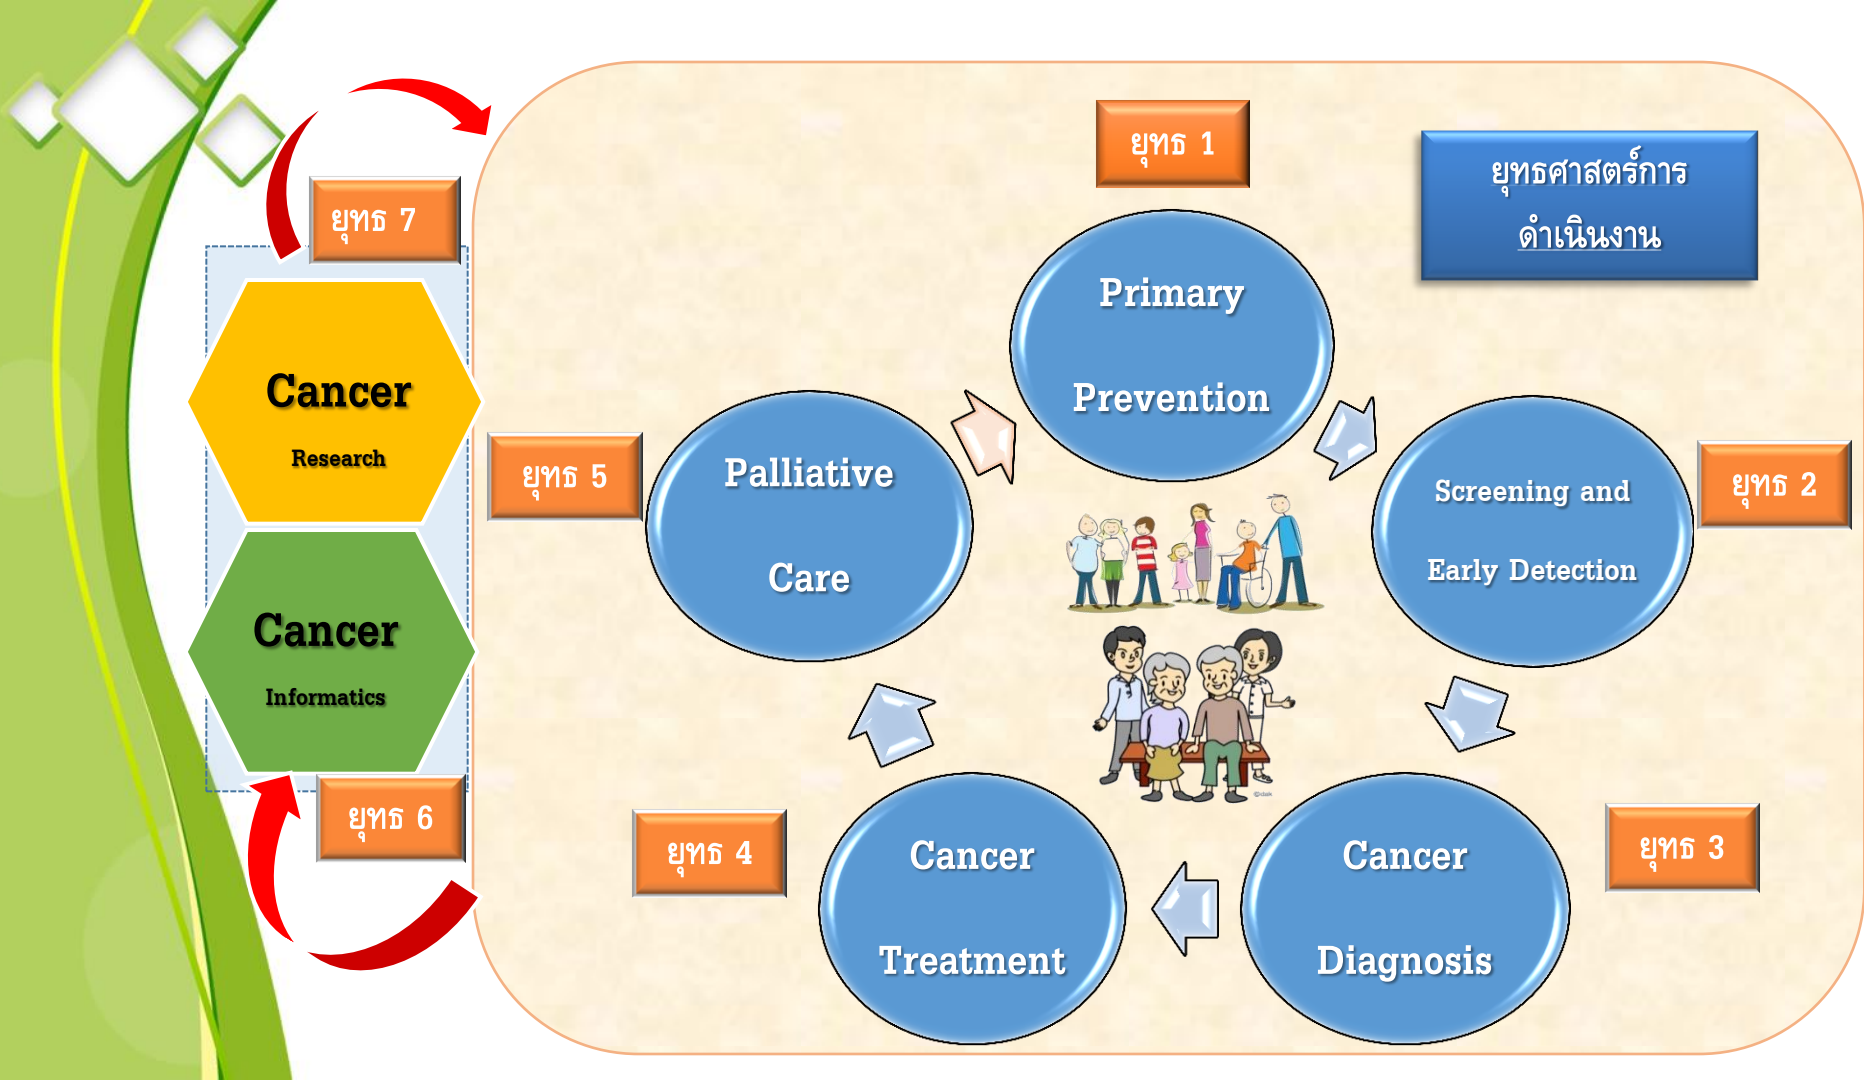 ยุทธ 1
ยุทธศาสตร์การ
ดำเนินงาน
ยุทธ 7
Primary
Prevention
Cancer
Research
ยุทธ 5
Palliative
Care
Screening and
Early Detection
ยุทธ 2
Cancer
Informatics
ยุทธ 6
ยุทธ 4
Cancer
Treatment
Cancer
Diagnosis
ยุทธ 3